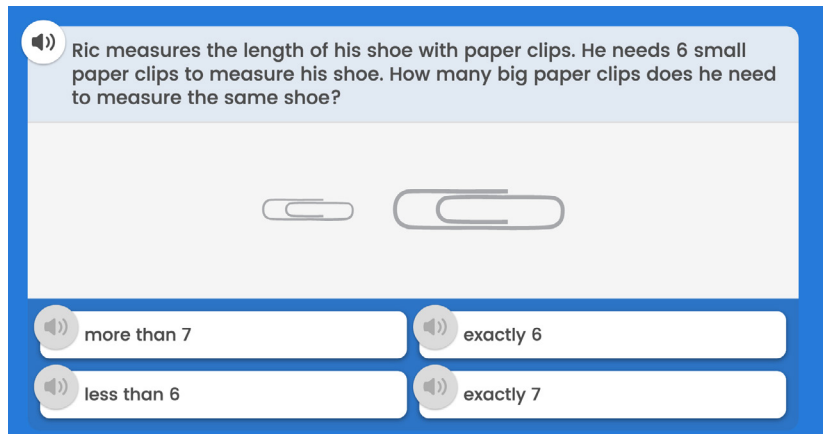 Ric measures the length of his shoe with paper clips. He needs 6 small
paper clips to measure his shoe. How many big paper clips does he need
to measure the same shoe?
more than 7
exactly 6
less than 6
exactly 7